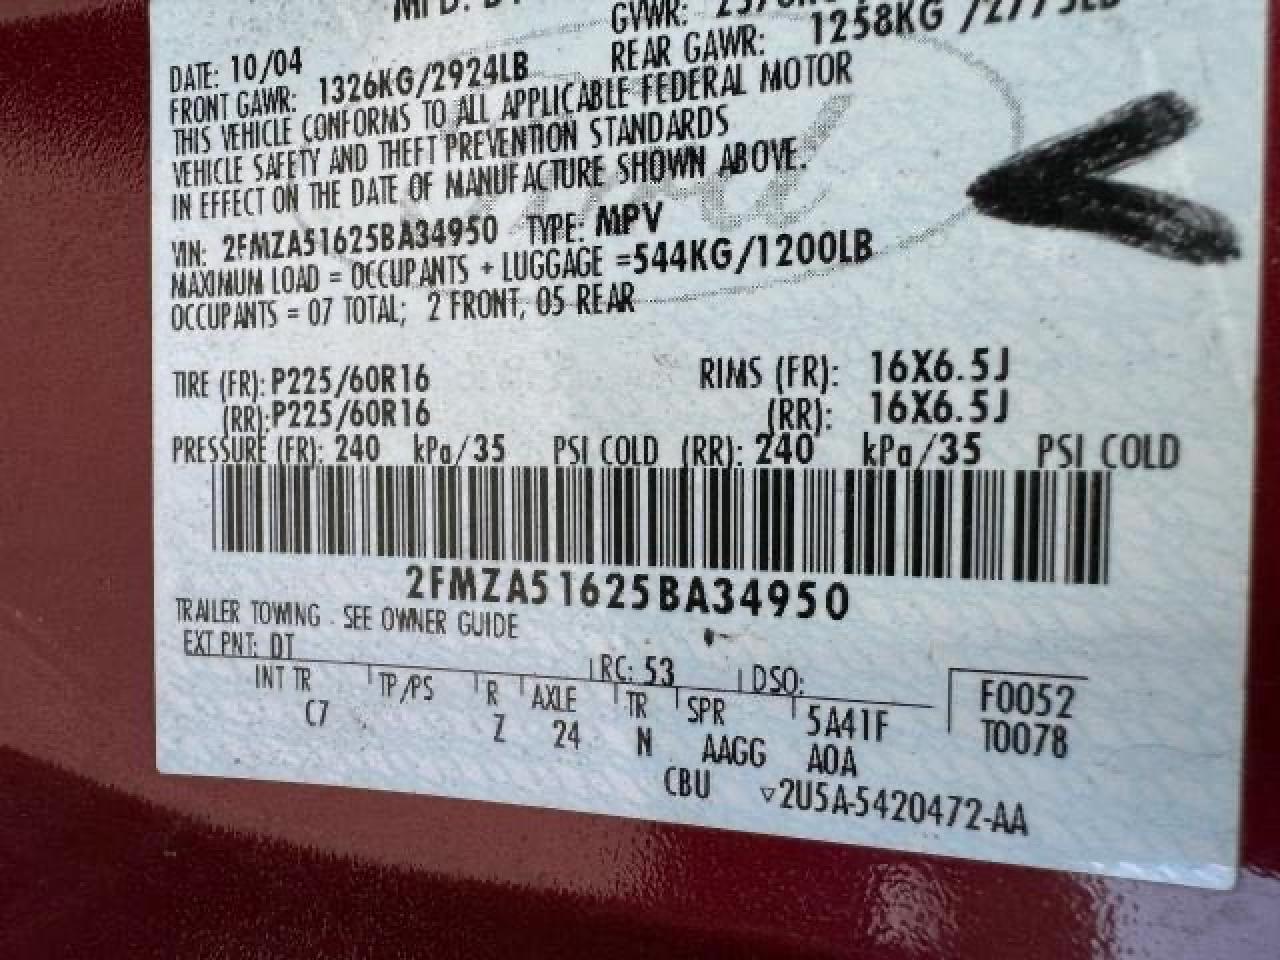 MFD. B
GVWR:
DATE: 10/04
FRONT GAWR: 1326KG/2924LB REAR GAWR: 1258KG
THIS VEHICLE CONFORMS TO ALL APPLICABLE FEDERAL MOTOR
VEHICLE SAFETY AND THEFT PREVENTION STANDARDS
IN EFFECT ON THE DATE OF MANUFACTURE SHOWN ABOVE.
VIN: 2FMZA51625BA34950 TYPE: MPV
MAXIMUM LOAD = OCCUPANTS + LUGGAGE =544KG/1200LB
OCCUPANTS = 07 TOTAL; 2 FRONT, 05 REAR
TIRE (FR): P225/60R16 RIMS (FR): 16X6.5J
(RR): P225/60R16 (RR): 16X6.5J
PRESSURE (FR): 240 kPa/35 PSI COLD (RR): 240 kPa/35 PSI COLD
2FMZA51625BA34950
TRAILER TOWING - SEE OWNER GUIDE
EXT PNT: DT RC: 53 DSO: F0052
INT TR TP/PS R AXLE TR SPR 5A41F T0078
C7 Z 24 N AAGG A0A
CBU ▽2U5A-5420472-AA